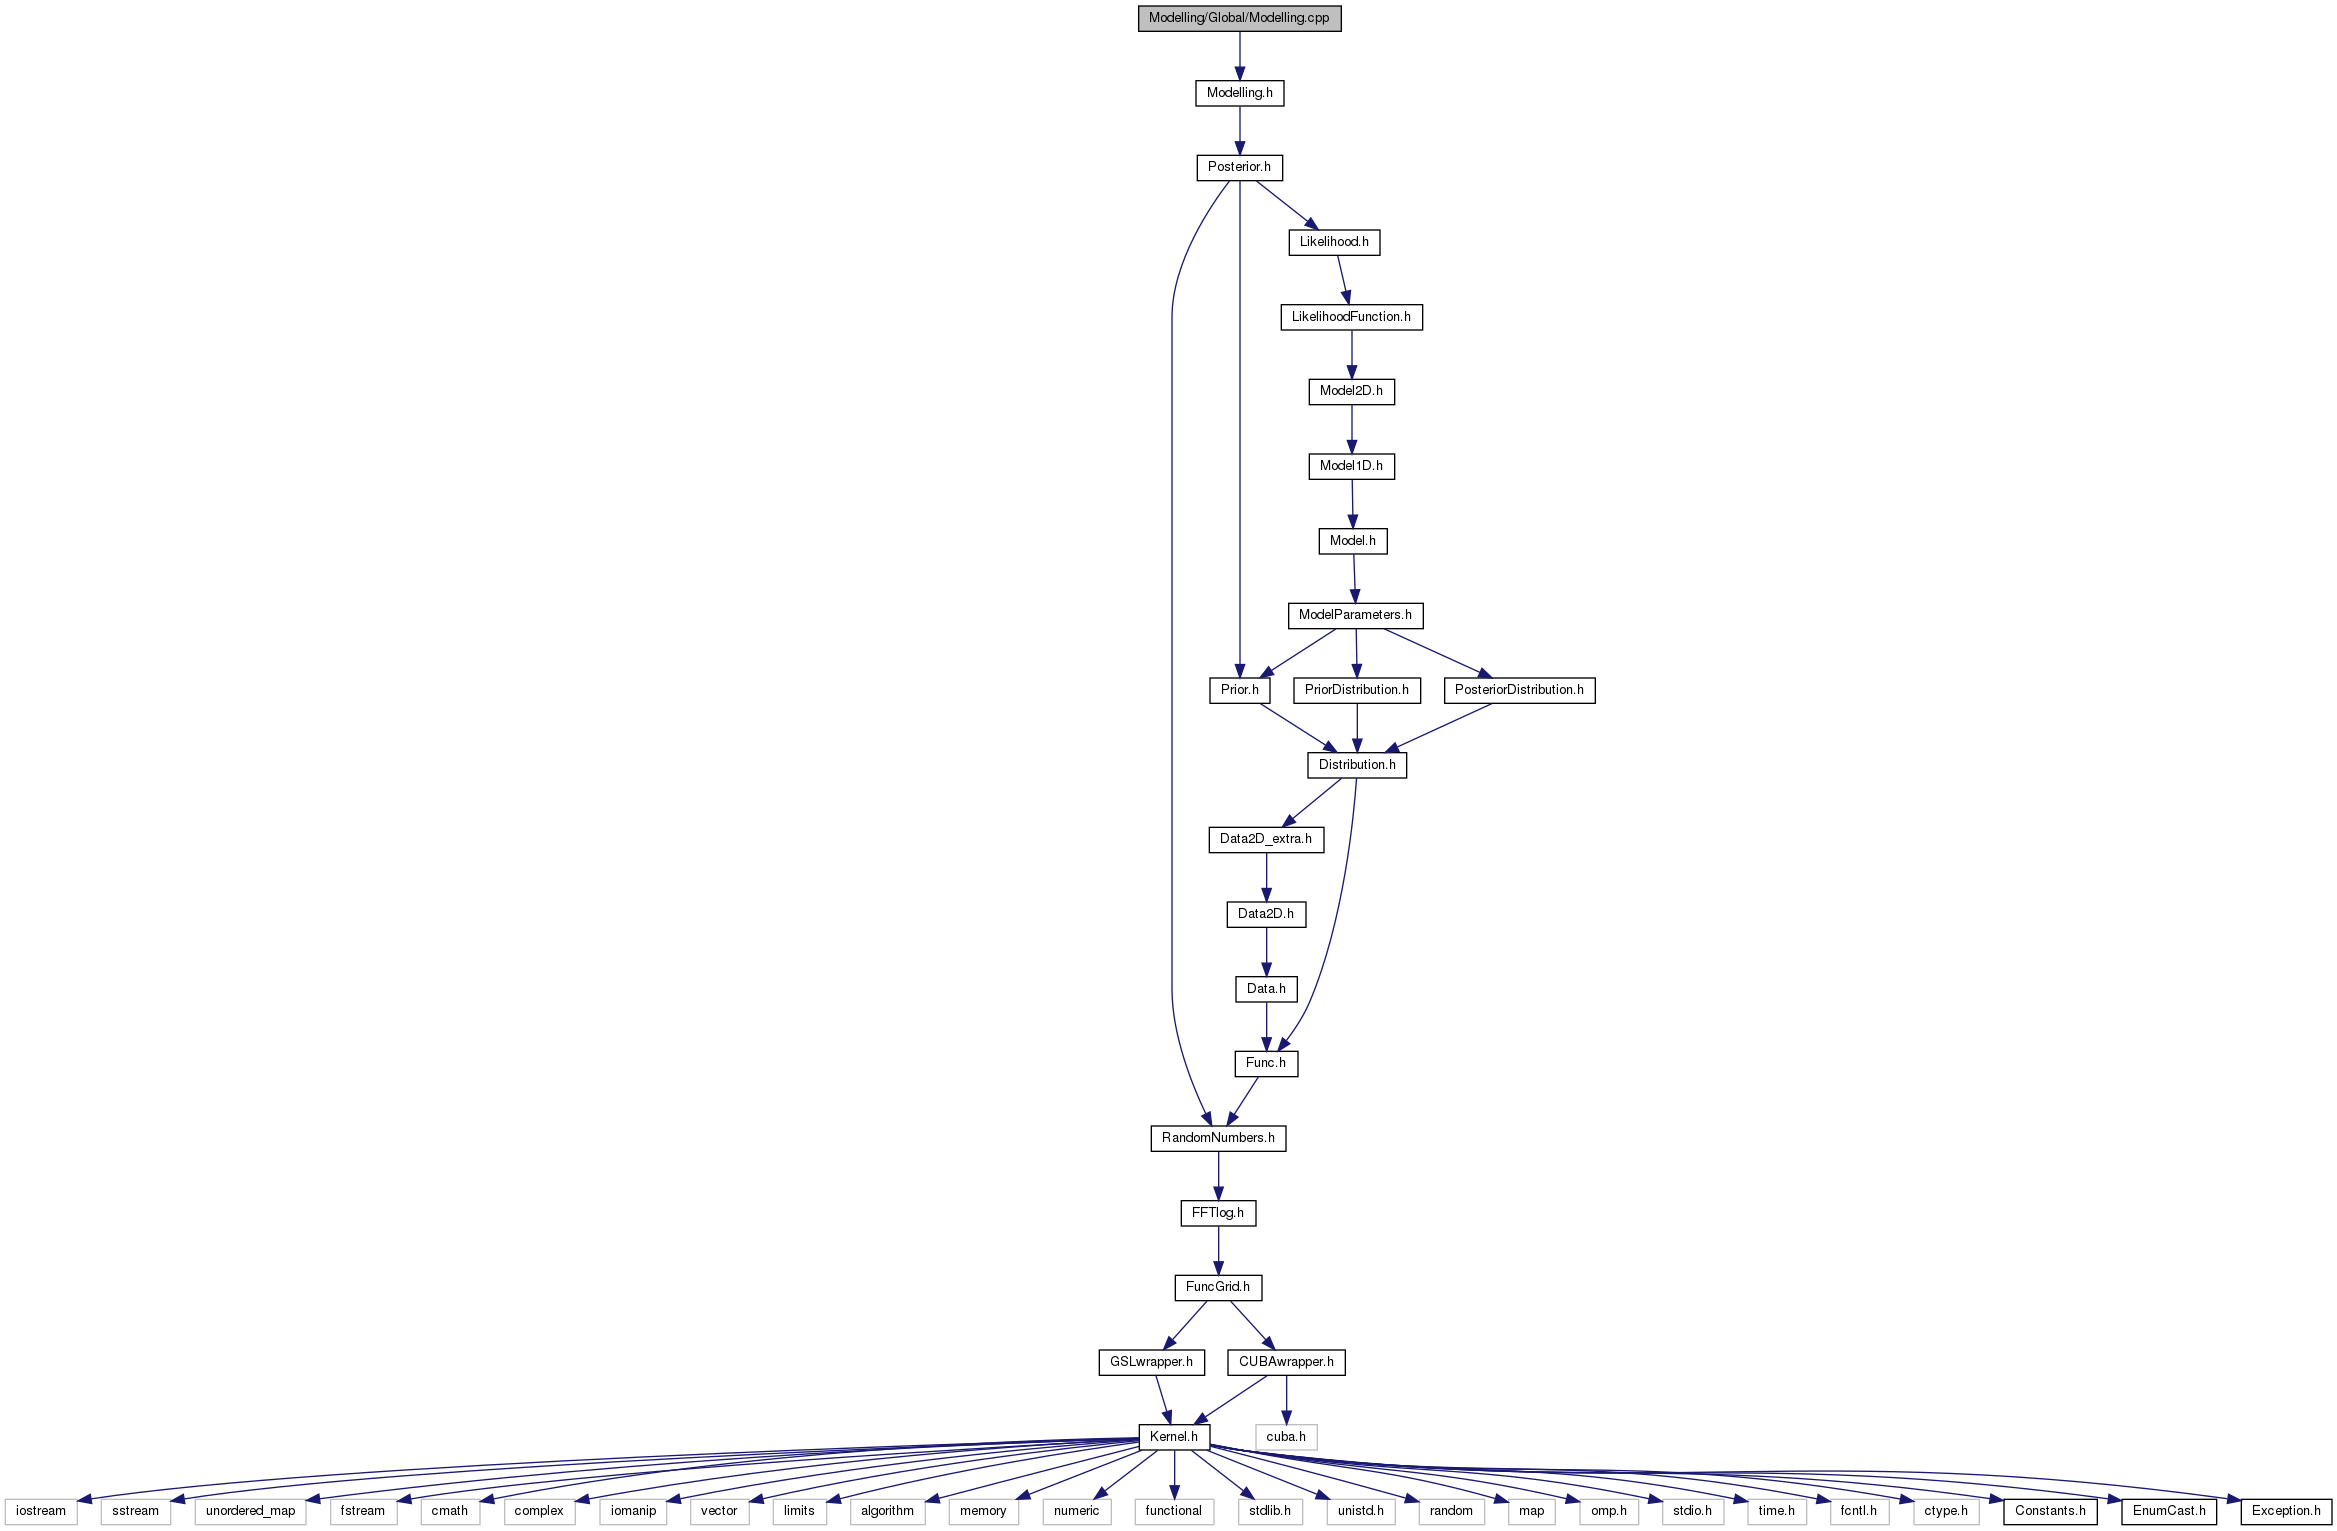 Modelling/Global/Modelling.cpp
Modelling.h
Posterior.h
Likelihood.h
LikelihoodFunction.h
Model2D.h
Model1D.h
Model.h
ModelParameters.h
Prior.h
PriorDistribution.h
PosteriorDistribution.h
Distribution.h
Data2D_extra.h
Data2D.h
Data.h
Func.h
RandomNumbers.h
FFTlog.h
FuncGrid.h
GSLwrapper.h
CUBAwrapper.h
Kernel.h
cuba.h
iostream
sstream
unordered_map
fstream
cmath
complex
iomanip
vector
limits
algorithm
memory
numeric
functional
stdlib.h
unistd.h
random
map
omp.h
stdio.h
time.h
fcntl.h
ctype.h
Constants.h
EnumCast.h
Exception.h